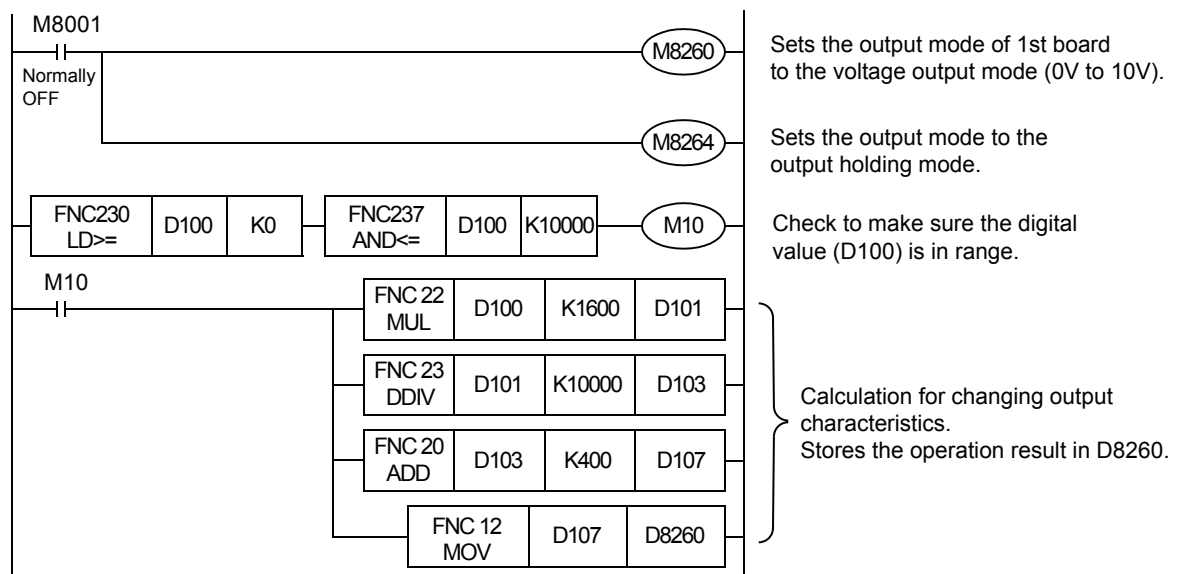 M8001
Normally
OFF
M8260
Sets the output mode of 1st board
to the voltage output mode (0V to 10V).
M8264
Sets the output mode to the
output holding mode.
FNC230
LD>=
D100
K0
FNC237
AND<=
D100
K10000
M10
Check to make sure the digital
value (D100) is in range.
M10
FNC 22
MUL
D100
K1600
D101
FNC 23
DDIV
D101
K10000
D103
FNC 20
ADD
D103
K400
D107
FNC 12
MOV
D107
D8260
Calculation for changing output
characteristics.
Stores the operation result in D8260.